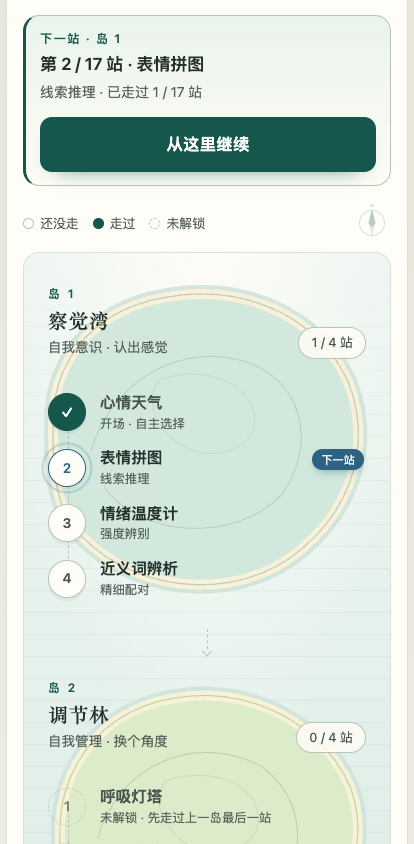 下一站 · 岛 1
第 2 / 17 站 · 表情拼图
线索推理 · 已走过 1 / 17 站
从这里继续
还没走 走过 未解锁
岛 1
察觉湾
自我意识 · 认出感觉
1 / 4 站
心情天气
开场 · 自主选择
2
表情拼图
线索推理
下一站
3
情绪温度计
强度辨别
4
近义词辨析
精细配对
岛 2
调节林
自我管理 · 换个角度
0 / 4 站
1
呼吸灯塔
未解锁 · 先走过上一岛最后一站